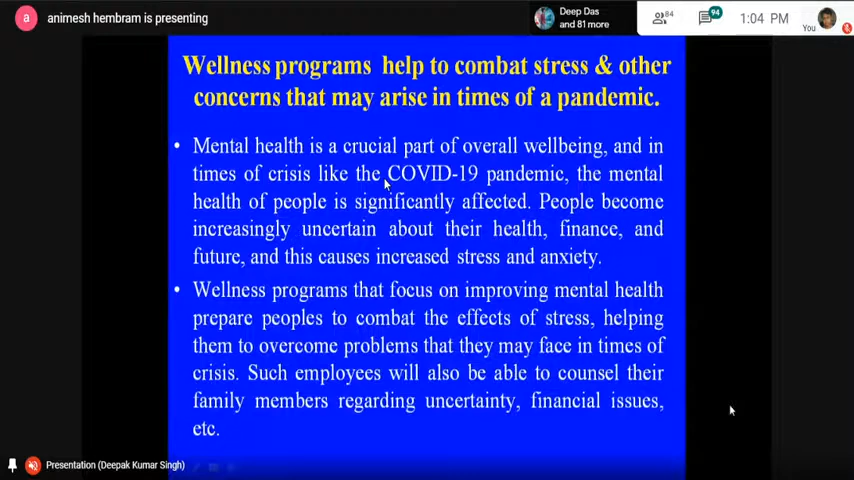 a animesh hembram is presenting
Deep Das
and 81 more
84
94
1:04 PM
You
Wellness programs help to combat stress & other
concerns that may arise in times of a pandemic.
• Mental health is a crucial part of overall wellbeing, and in
times of crisis like the COVID-19 pandemic, the mental
health of people is significantly affected. People become
increasingly uncertain about their health, finance, and
future, and this causes increased stress and anxiety.
• Wellness programs that focus on improving mental health
prepare peoples to combat the effects of stress, helping
them to overcome problems that they may face in times of
crisis. Such employees will also be able to counsel their
family members regarding uncertainty, financial issues,
etc.
Presentation (Deepak Kumar Singh)